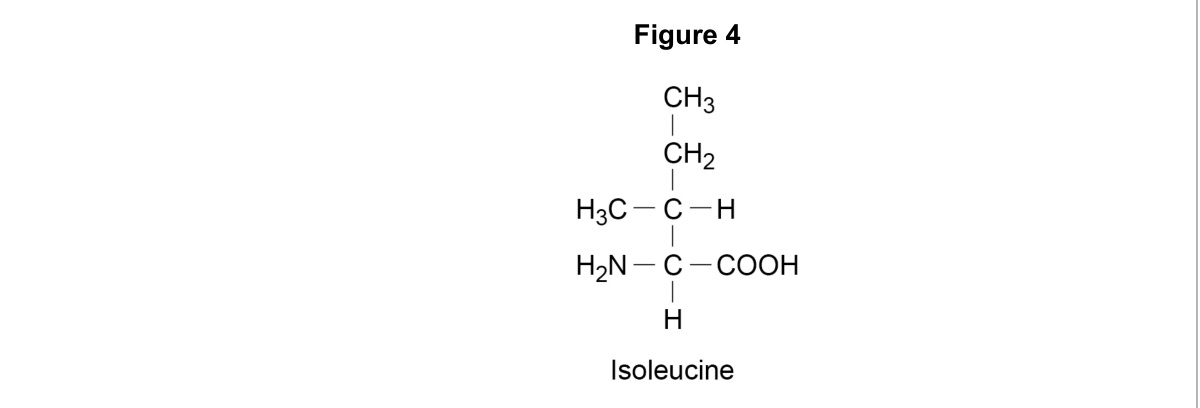 Figure 4
CH3
CH2
H3C — C — H
H2N — C — COOH
H
Isoleucine